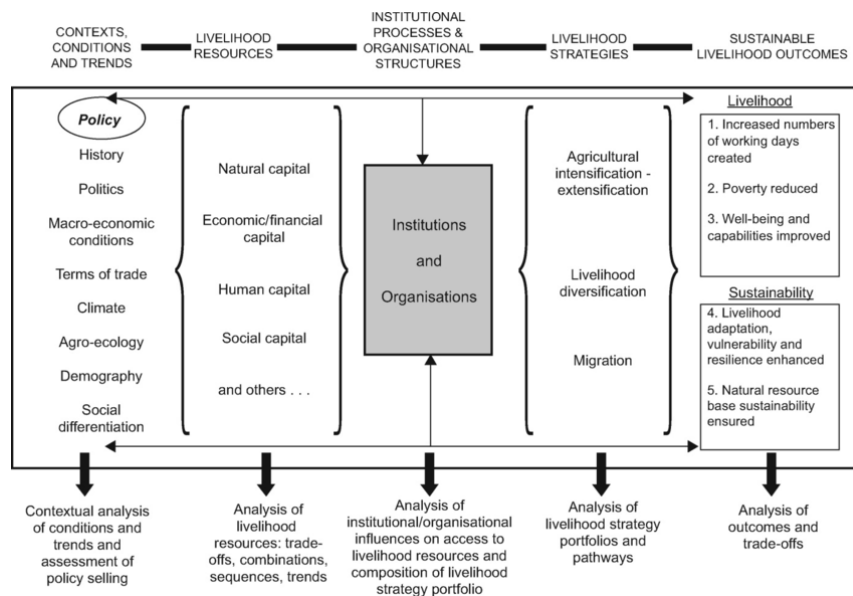 CONTEXTS,
CONDITIONS
AND TRENDS
LIVELIHOOD
RESOURCES
INSTITUTIONAL
PROCESSES &
ORGANISATIONAL
STRUCTURES
LIVELIHOOD
STRATEGIES
SUSTAINABLE
LIVELIHOOD OUTCOMES
Policy
History
Politics
Macro-economic
conditions
Terms of trade
Climate
Agro-ecology
Demography
Social
differentiation
Natural capital
Economic/financial
capital
Human capital
Social capital
and others . . .
Institutions
and
Organisations
Agricultural
intensification -
extensification
Livelihood
diversification
Migration
Livelihood
1. Increased numbers
of working days
created
2. Poverty reduced
3. Well-being and
capabilities improved
Sustainability
4. Livelihood
adaptation,
vulnerability and
resilience enhanced
5. Natural resource
base sustainability
ensured
Contextual analysis
of conditions and
trends and
assessment of
policy selling
Analysis of
livelihood
resources: trade-
offs, combinations,
sequences, trends
Analysis of
institutional/organisational
influences on access to
livelihood resources and
composition of livelihood
strategy portfolio
Analysis of
livelihood strategy
portfolios and
pathways
Analysis of
outcomes and
trade-offs